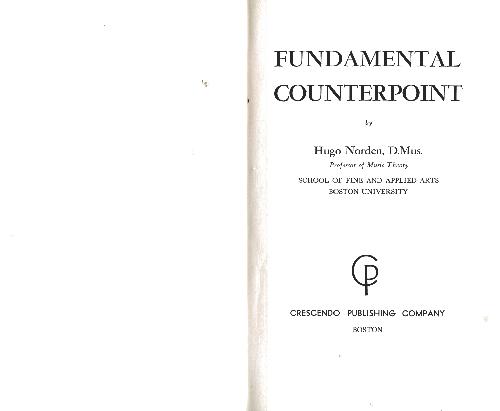 FUNDAMENTAL
COUNTERPOINT
by
Hugo Norden, D.Mus.
Professor of Music Theory
SCHOOL OF FINE AND APPLIED ARTS
BOSTON UNIVERSITY
CP
CRESCENDO PUBLISHING COMPANY
BOSTON